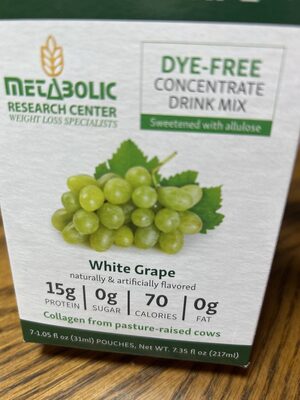 METABOLIC
RESEARCH CENTER
WEIGHT LOSS SPECIALISTS
DYE-FREE
CONCENTRATE
DRINK MIX
Sweetened with allulose
White Grape
naturally & artificially flavored
15g PROTEIN
0g SUGAR
70 CALORIES
0g FAT
Collagen from pasture-raised cows
7-1.05 fl oz (31ml) POUCHES, NET WT. 7.35 fl oz (217ml)